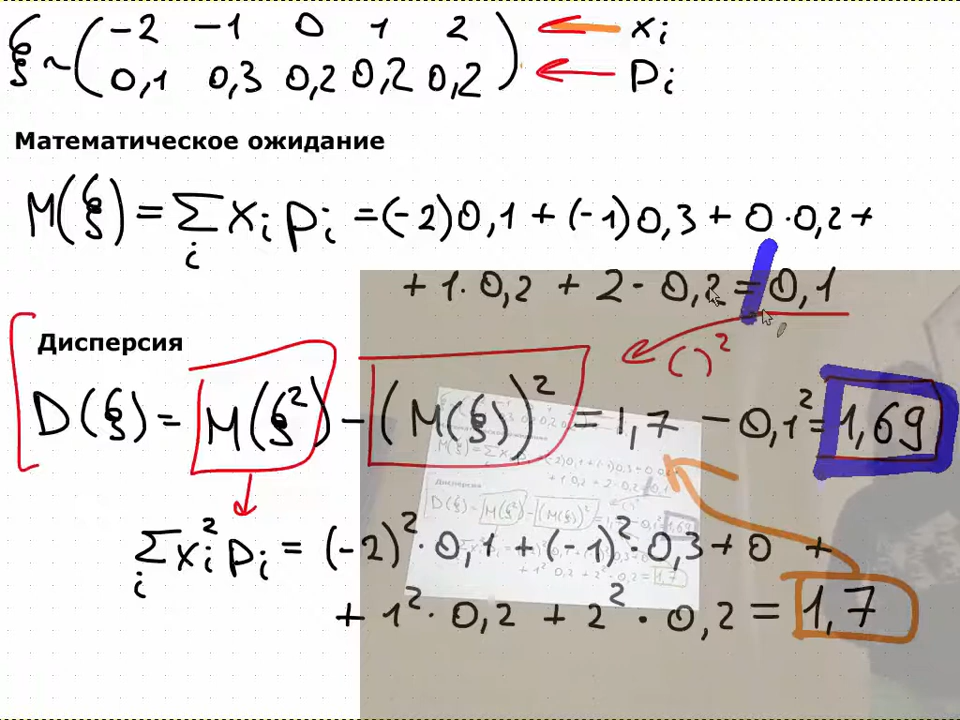 ξ ~ ( -2 -1 0 1 2 ) ← xi
0,1 0,3 0,2 0,2 0,2 ← Pi
Математическое ожидание
M(ξ) = Σi xi pi = (-2)0,1 + (-1)0,3 + 0·0,2 +
+ 1·0,2 + 2·0,2 = 0,1
( )²
Дисперсия
D(ξ) = M(ξ²) - (M(ξ))² = 1,7 - 0,1² = 1,69
Σi xi² pi = (-2)²·0,1 + (-1)²·0,3 + 0 +
+ 1²·0,2 + 2²·0,2 = 1,7